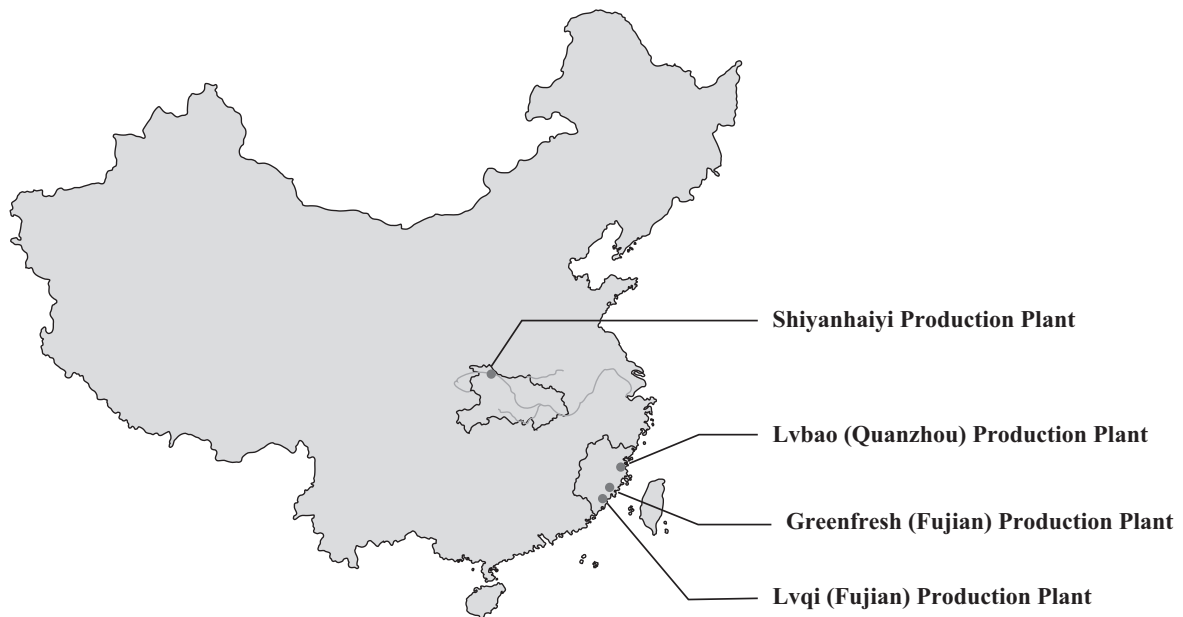 Shiyanhaiyi Production Plant
Lvbao (Quanzhou) Production Plant
Greenfresh (Fujian) Production Plant
Lvqi (Fujian) Production Plant